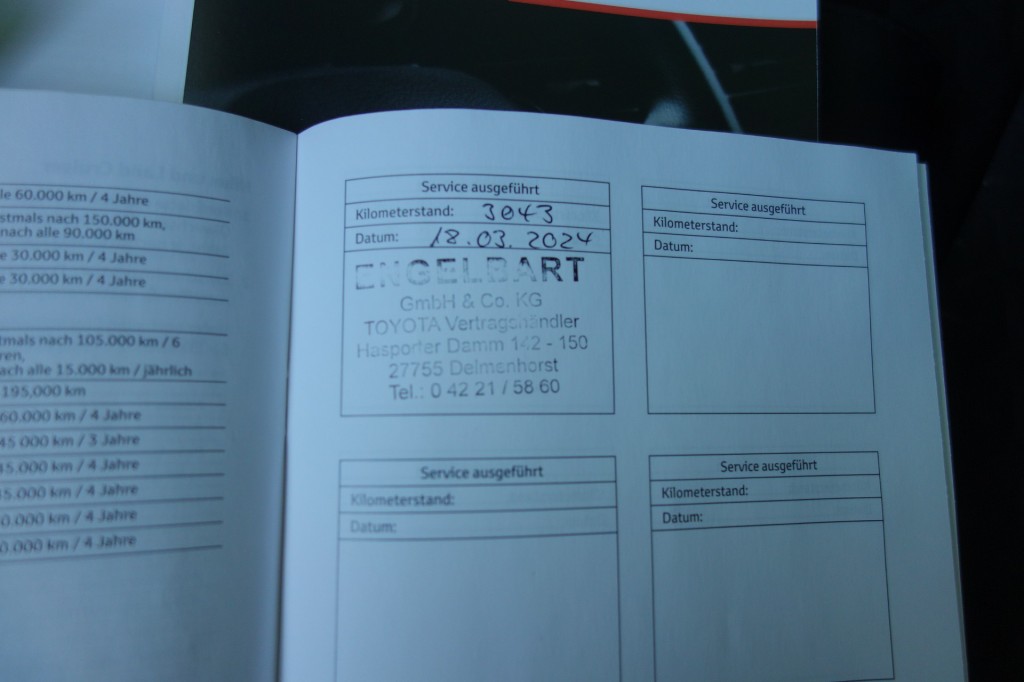 le 60.000 km / 4 Jahre
stmals nach 150.000 km,
nach alle 90.000 km
e 30.000 km / 4 Jahre
e 30.000 km / 4 Jahre
tmals nach 105.000 km / 6
ren,
ach alle 15.000 km / jährlich
195,000 km
60.000 km / 4 Jahre
45 000 km / 3 Jahre
5.000 km / 4 Jahre
5.000 km / 4 Jahre
0.000 km / 4 Jahre
0.000 km / 4 Jahre
Service ausgeführt
Kilometerstand: 3043
Datum: 18.03.2024
ENGELBART
GmbH & Co. KG
TOYOTA Vertragshändler
Hasporter Damm 142 - 150
27755 Delmenhorst
Tel.: 0 42 21 / 58 60
Service ausgeführt
Kilometerstand:
Datum:
Service ausgeführt
Kilometerstand:
Datum:
Service ausgeführt
Kilometerstand:
Datum: